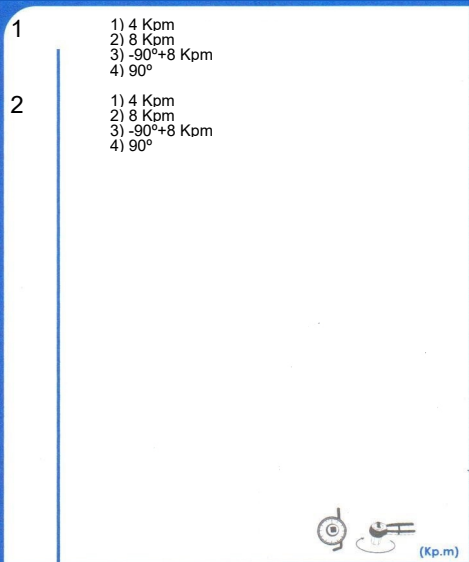 1
1) 4 Kpm
2) 8 Kpm
3) -90º+8 Kpm
4) 90º
2
1) 4 Kpm
2) 8 Kpm
3) -90º+8 Kpm
4) 90º
(Kp.m)